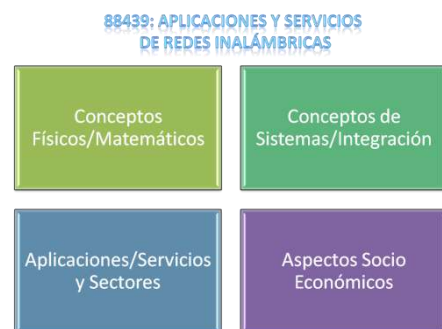 88439: APLICACIONES Y SERVICIOS
DE REDES INALÁMBRICAS
Conceptos
Físicos/Matemáticos
Conceptos de
Sistemas/Integración
Aplicaciones/Servicios
y Sectores
Aspectos Socio
Económicos